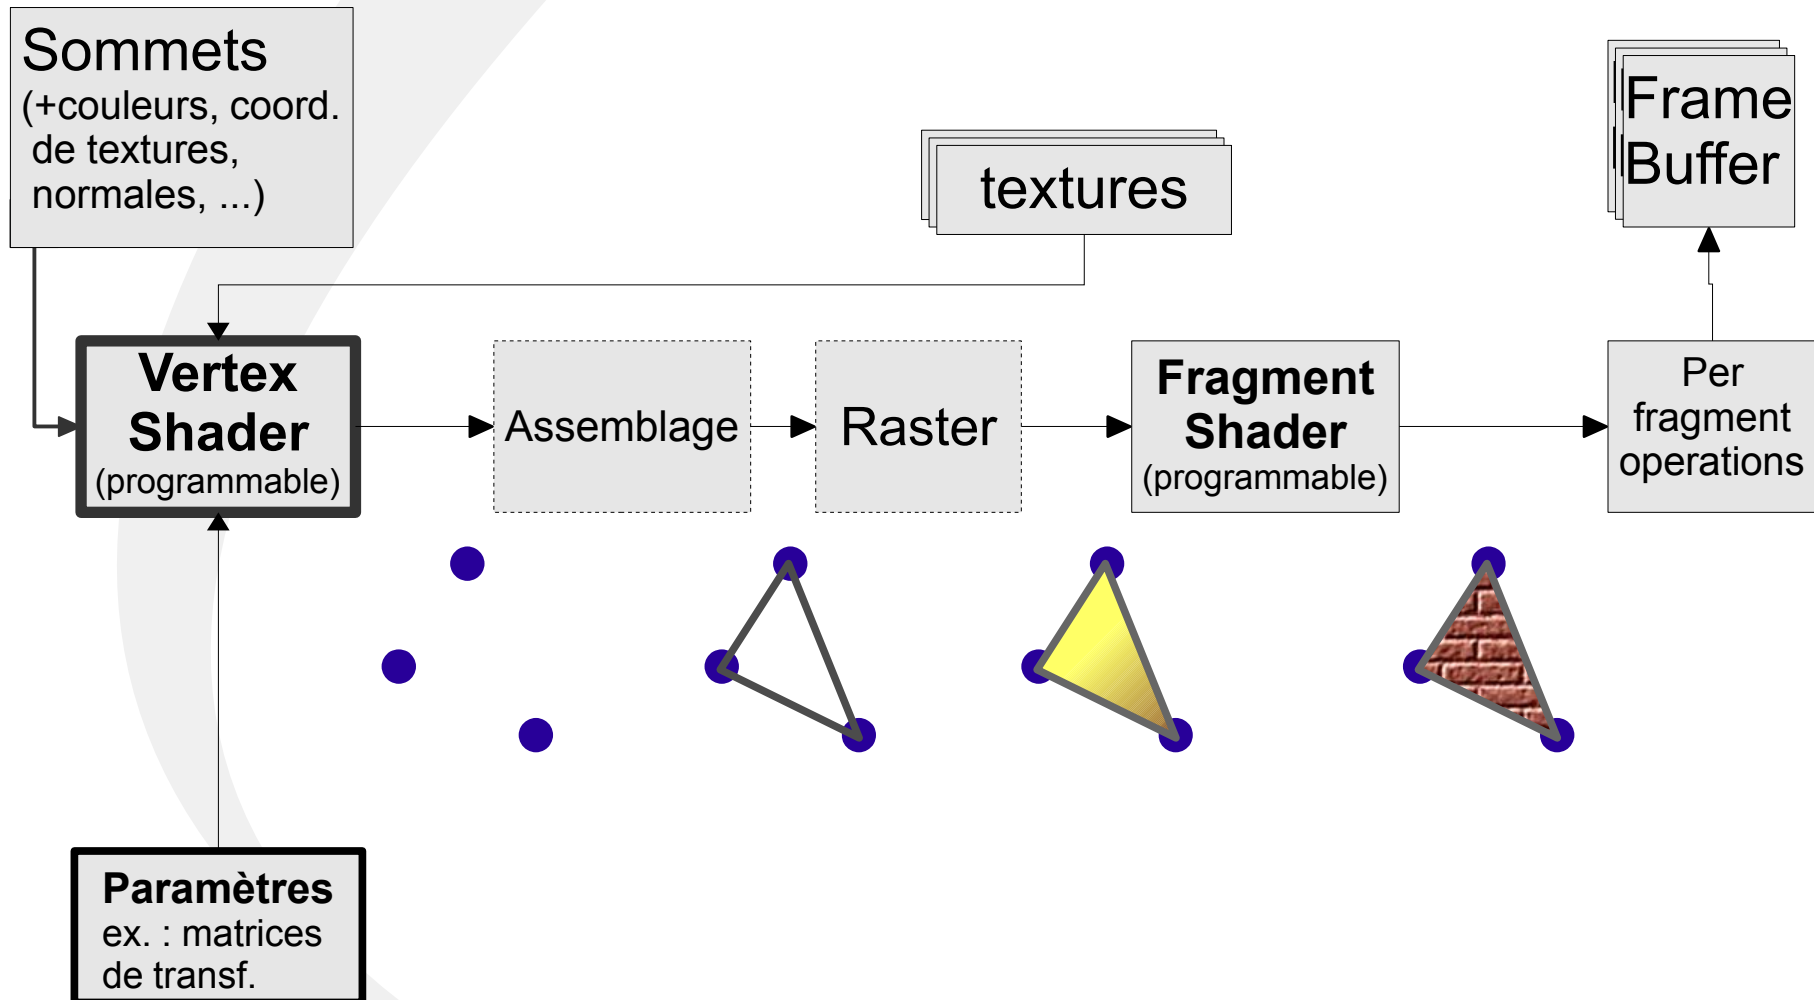 Sommets
(+couleurs, coord.
de textures,
normales, ...)
textures
Frame
Buffer
Vertex
Shader
(programmable)
Assemblage
Raster
Fragment
Shader
(programmable)
Per
fragment
operations
Paramètres
ex. : matrices
de transf.